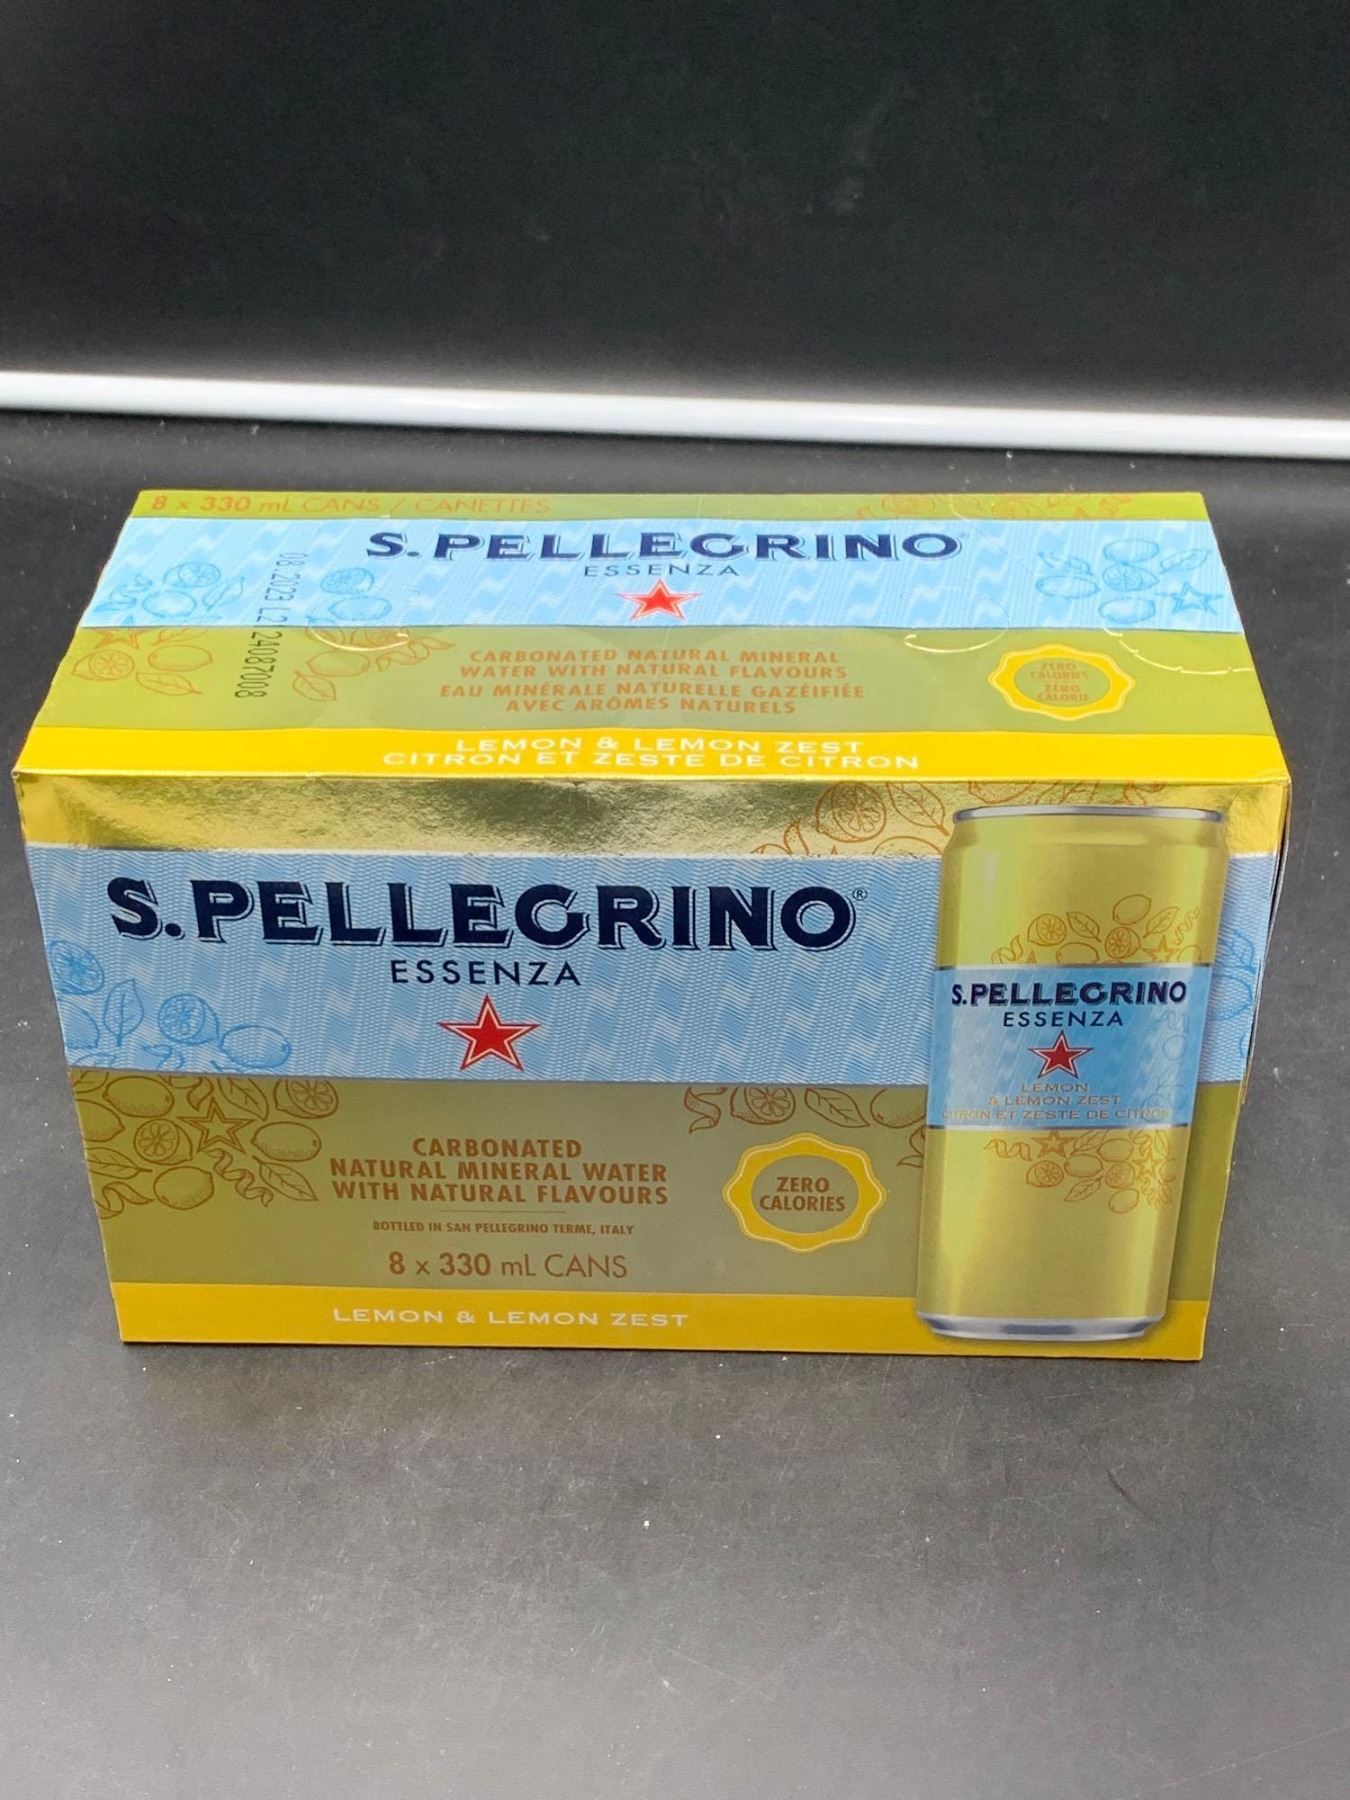 8 x 330 mL CANS / CANETTES
S.PELLEGRINO
ESSENZA
08 2023 L2124087008
CARBONATED NATURAL MINERAL
WATER WITH NATURAL FLAVOURS
EAU MINÉRALE NATURELLE GAZÉIFIÉE
AVEC ARÔMES NATURELS
ZERO
CALORIES
ZÉRO
CALORIE
LEMON & LEMON ZEST
CITRON ET ZESTE DE CITRON
S.PELLEGRINO®
ESSENZA
CARBONATED
NATURAL MINERAL WATER
WITH NATURAL FLAVOURS
BOTTLED IN SAN PELLEGRINO TERME, ITALY
8 x 330 mL CANS
ZERO
CALORIES
LEMON & LEMON ZEST
S.PELLEGRINO
ESSENZA
LEMON
& LEMON ZEST
CITRON ET ZESTE DE CITRON